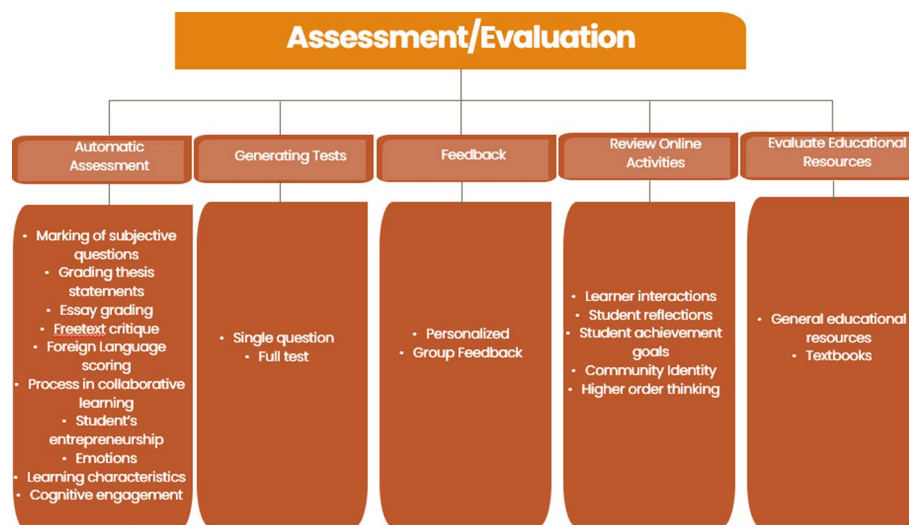 Assessment/Evaluation
Automatic
Assessment
Generating Tests
Feedback
Review Online
Activities
Evaluate Educational
Resources
• Marking of subjective
questions
• Grading thesis
statements
• Essay grading
• Freetext critique
• Foreign Language
scoring
• Process in collaborative
learning
• Student's
entrepreneurship
• Emotions
• Learning characteristics
• Cognitive engagement
• Single question
• Full test
• Personalized
• Group Feedback
• Learner interactions
• Student reflections
• Student achievement
goals
• Community Identity
• Higher order thinking
• General educational
resources
• Textbooks